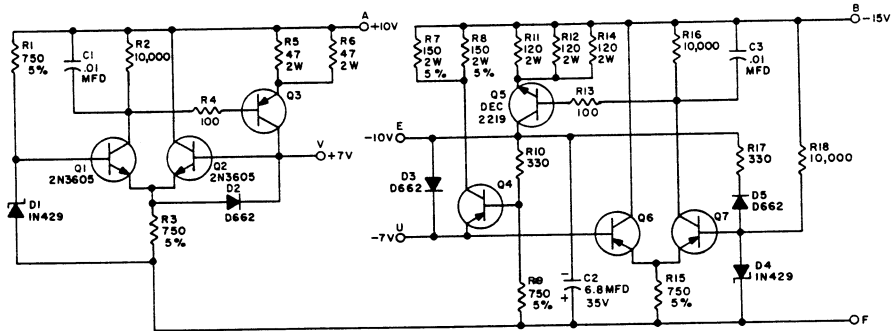 A
+10V
R1
750
5%
C1
.01
MFD
R2
10,000
R5
47
2W
R6
47
2W
R4
100
Q3
Q1
2N3605
Q2
2N3605
V
+7V
D2
D662
D1
1N429
R3
750
5%
B
-15V
R7
150
2W
5%
R8
150
2W
5%
R11
120
2W
R12
120
2W
R14
120
2W
R16
10,000
C3
.01
MFD
Q5
DEC
2219
R13
100
E
-10V
R10
330
R17
330
R18
10,000
D3
D662
Q4
D5
D662
U
-7V
Q6
Q7
R9
750
5%
-
+
C2
6.8MFD
35V
R15
750
5%
D4
1N429
F